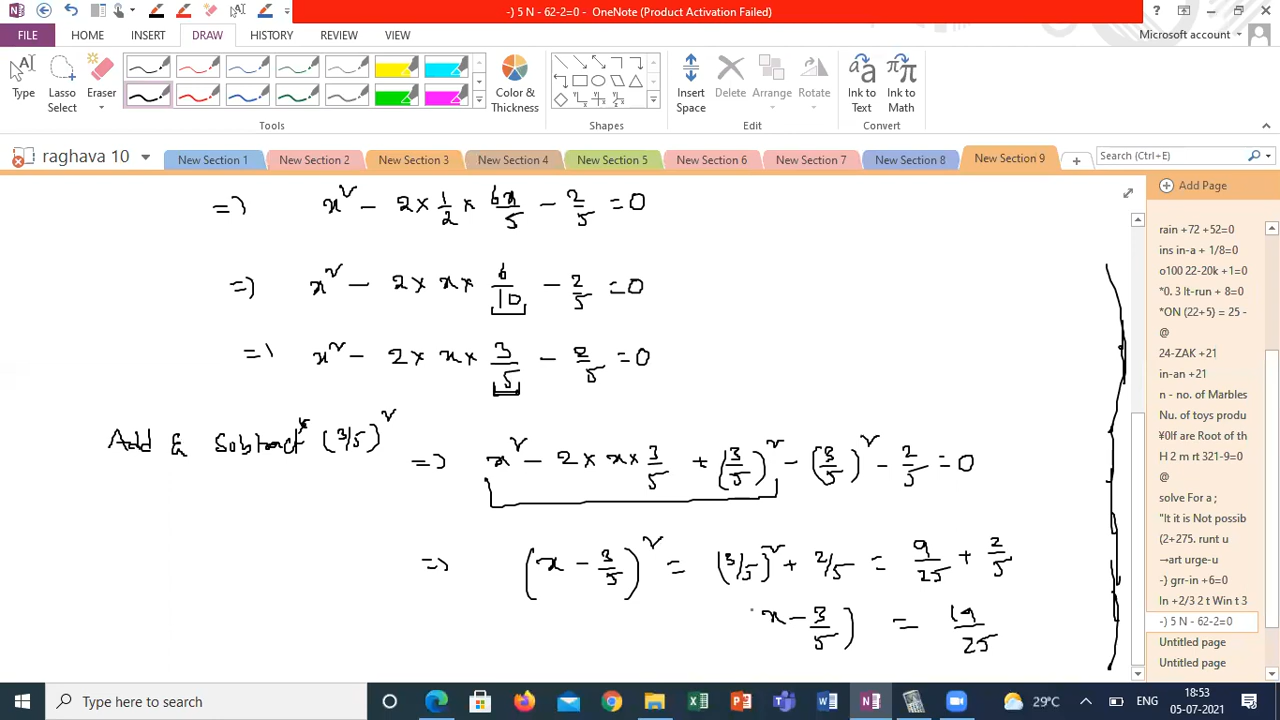 -) 5 N - 62-2=0 - OneNote (Product Activation Failed)
FILE HOME INSERT DRAW HISTORY REVIEW VIEW
Microsoft account
Type Lasso Select Eraser
Color & Thickness
Insert Space Delete Arrange Rotate
Ink to Text Ink to Math
Tools Shapes Edit Convert
raghava 10 New Section 1 New Section 2 New Section 3 New Section 4 New Section 5 New Section 6 New Section 7 New Section 8 New Section 9 Search (Ctrl+E)
Add Page
rain +72 +52=0
ins in-a + 1/8=0
o100 22-20k +1=0
*0. 3 lt-run + 8=0
*ON (22+5) = 25 -
@
24-ZAK +21
in-an +21
n - no. of Marbles
Nu. of toys produ
¥0If are Root of th
H 2 m rt 321-9=0
solve For a ;
"It it is Not possib
(2+275. runt u
→art urge-u
-) grr-in +6=0
In +2/3 2 t Win t 3
-) 5 N - 62-2=0
Untitled page
Untitled page
=) x² - 2 × 1/2 × 6x/5 - 2/5 = 0
=) x² - 2 × x × 6/10 - 2/5 = 0
=) x² - 2 × x × 3/5 - 2/5 = 0
Add & Subtract (3/5)²
=) x² - 2 × x × 3/5 + (3/5)² - (3/5)² - 2/5 = 0
=) (x - 3/5)² = (3/5)² + 2/5 = 9/25 + 2/5
x - 3/5) = 19/25
Type here to search
29°C ENG 18:53
05-07-2021